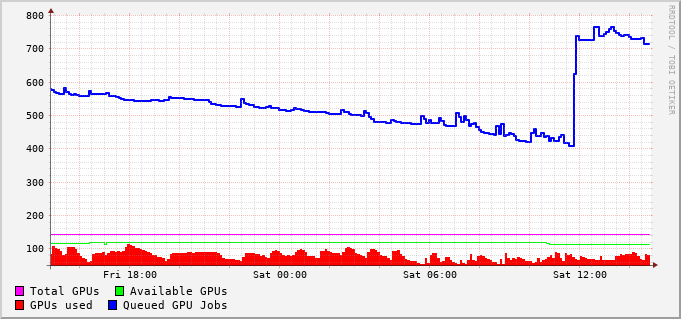 800
700
600
500
400
300
200
100
Fri 18:00 Sat 00:00 Sat 06:00 Sat 12:00
Total GPUs Available GPUs
GPUs used Queued GPU Jobs
RRDTOOL / TOBI OETIKER